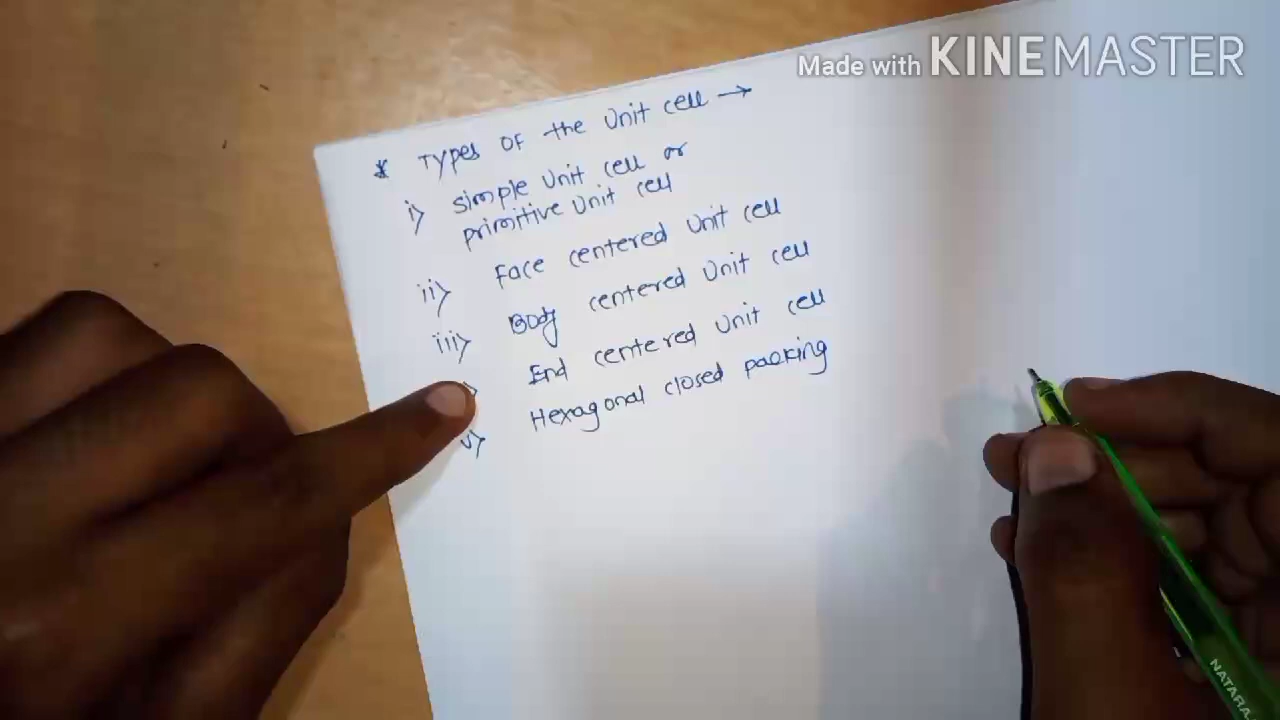 Made with KINEMASTER
* Types of the Unit cell →
i> Simple Unit cell or
primitive Unit cell
ii> Face centered Unit cell
iii> Body centered Unit cell
End centered Unit cell
v> Hexagonal closed packing
NATARA